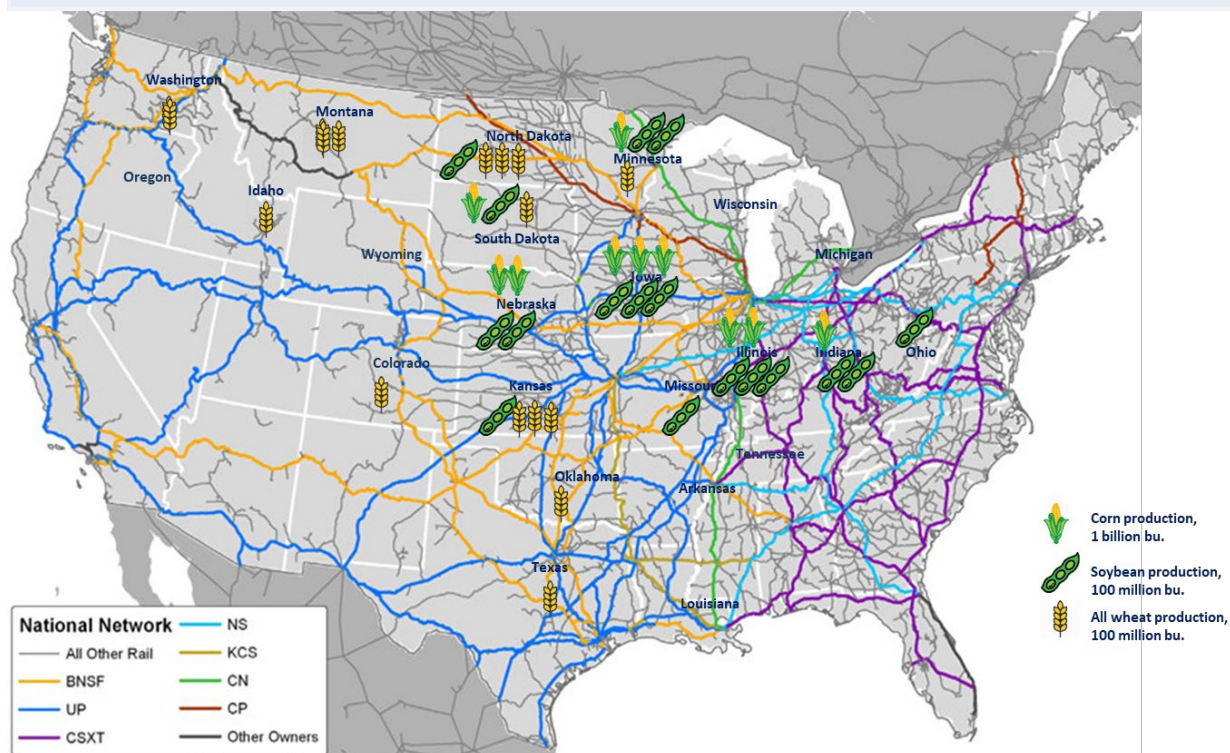 Washington
Montana
North Dakota
Minnesota
Oregon
Idaho
Wisconsin
South Dakota
Wyoming
Michigan
Iowa
Nebraska
Illinois
Indiana
Ohio
Colorado
Kansas
Missour
Tennessee
Oklahoma
Arkansas
Texas
Louisiana
Corn production,
1 billion bu.
Soybean production,
100 million bu.
All wheat production,
100 million bu.
National Network
All Other Rail
BNSF
UP
CSXT
NS
KCS
CN
CP
Other Owners